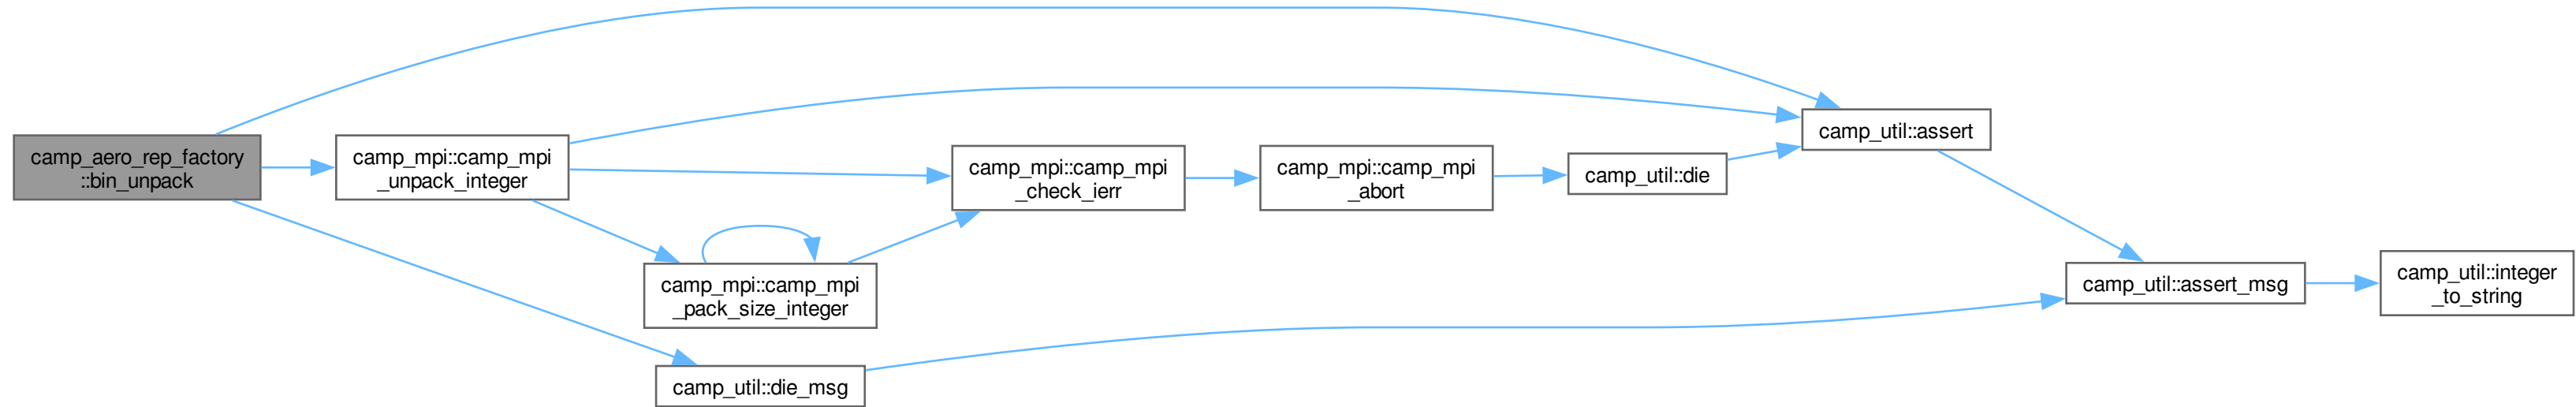 camp_aero_rep_factory
::bin_unpack
camp_mpi::camp_mpi
_unpack_integer
camp_mpi::camp_mpi
_pack_size_integer
camp_util::die_msg
camp_mpi::camp_mpi
_check_ierr
camp_mpi::camp_mpi
_abort
camp_util::die
camp_util::assert
camp_util::assert_msg
camp_util::integer
_to_string